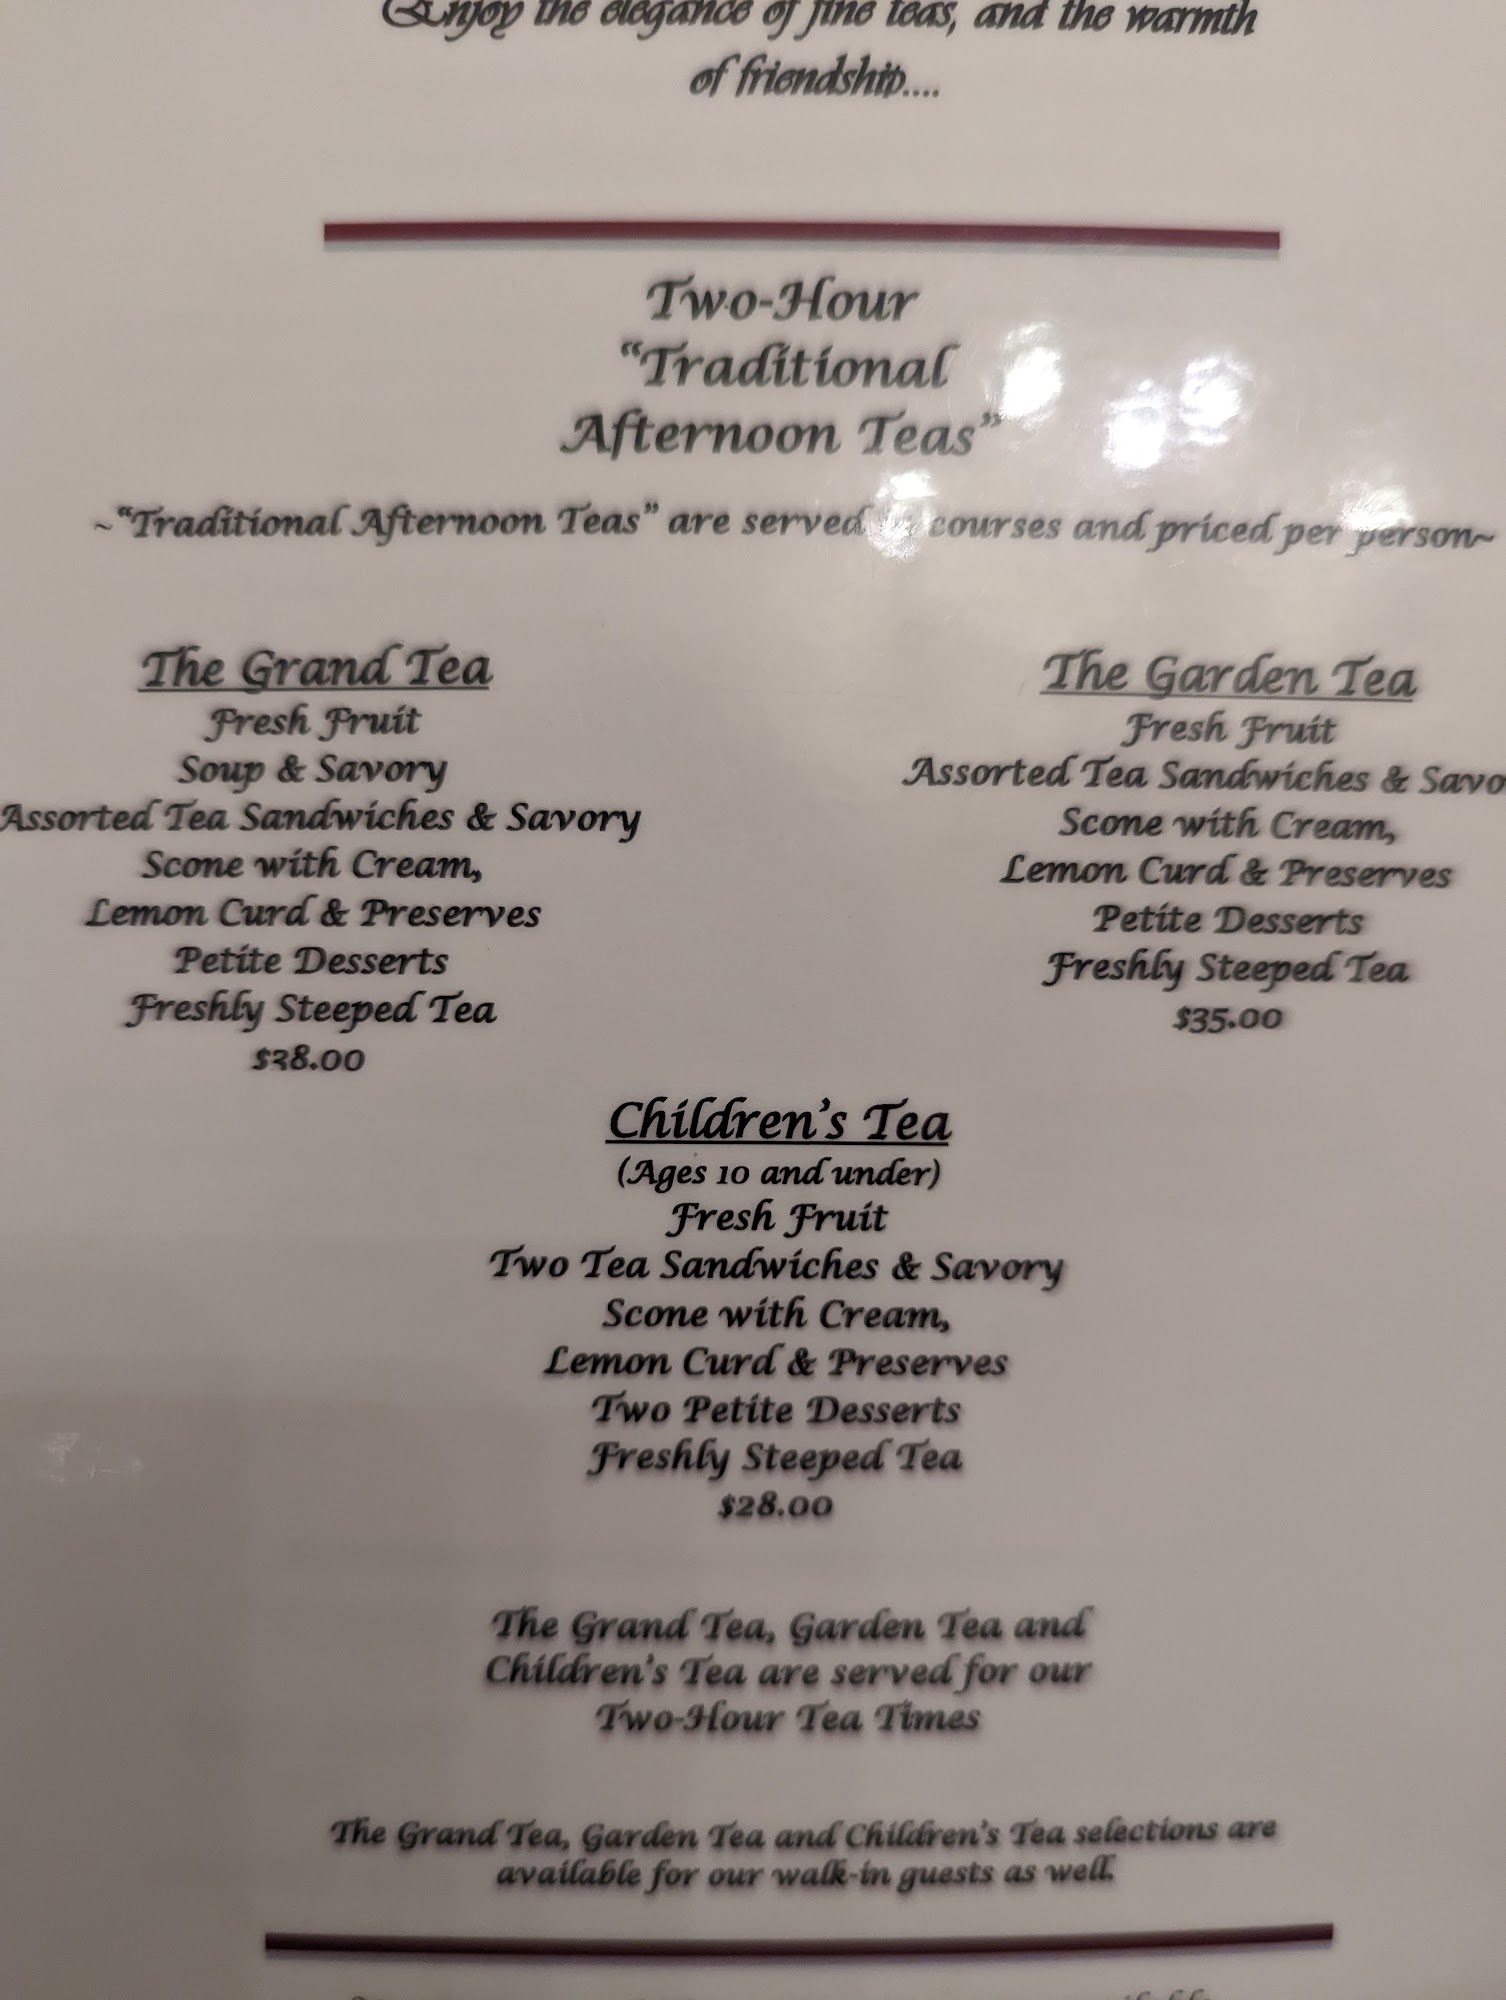 Enjoy the elegance of fine teas, and the warmth
of friendship....
Two-Hour
“Traditional
Afternoon Teas”
~“Traditional Afternoon Teas” are served courses and priced per person~
The Grand Tea
Fresh Fruit
Soup & Savory
Assorted Tea Sandwiches & Savory
Scone with Cream,
Lemon Curd & Preserves
Petite Desserts
Freshly Steeped Tea
$38.00
The Garden Tea
Fresh Fruit
Assorted Tea Sandwiches & Savo
Scone with Cream,
Lemon Curd & Preserves
Petite Desserts
Freshly Steeped Tea
$35.00
Children’s Tea
(Ages 10 and under)
Fresh Fruit
Two Tea Sandwiches & Savory
Scone with Cream,
Lemon Curd & Preserves
Two Petite Desserts
Freshly Steeped Tea
$28.00
The Grand Tea, Garden Tea and
Children’s Tea are served for our
Two-Hour Tea Times
The Grand Tea, Garden Tea and Children’s Tea selections are
available for our walk-in guests as well.